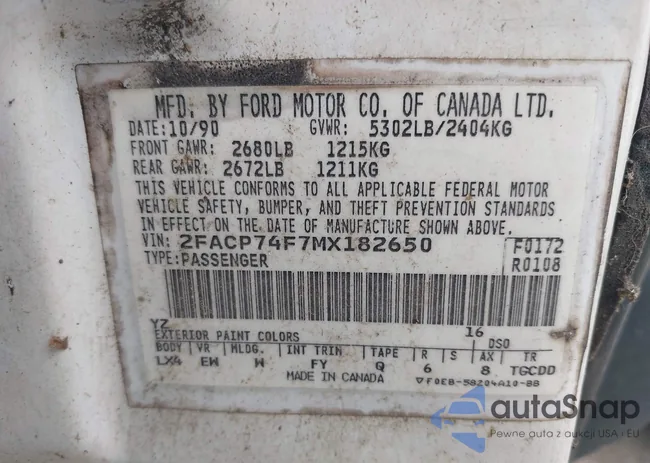 MFD. BY FORD MOTOR CO. OF CANADA LTD.
DATE: 10/90 GVWR: 5302LB/2404KG
FRONT GAWR: 2680LB 1215KG
REAR GAWR: 2672LB 1211KG
THIS VEHICLE CONFORMS TO ALL APPLICABLE FEDERAL MOTOR
VEHICLE SAFETY, BUMPER, AND THEFT PREVENTION STANDARDS
IN EFFECT ON THE DATE OF MANUFACTURE SHOWN ABOVE.
VIN: 2FACP74F7MX182650 F0172
TYPE: PASSENGER R0108
YZ 16
EXTERIOR PAINT COLORS DSO
BODY VR MLDG. INT TRIM TAPE R S AX TR
LX4 EW W FY Q 6 8 TGCDD
MADE IN CANADA ▽F0EB-58204A10-BB
autaSnap
Pewne auta z aukcji USA i EU